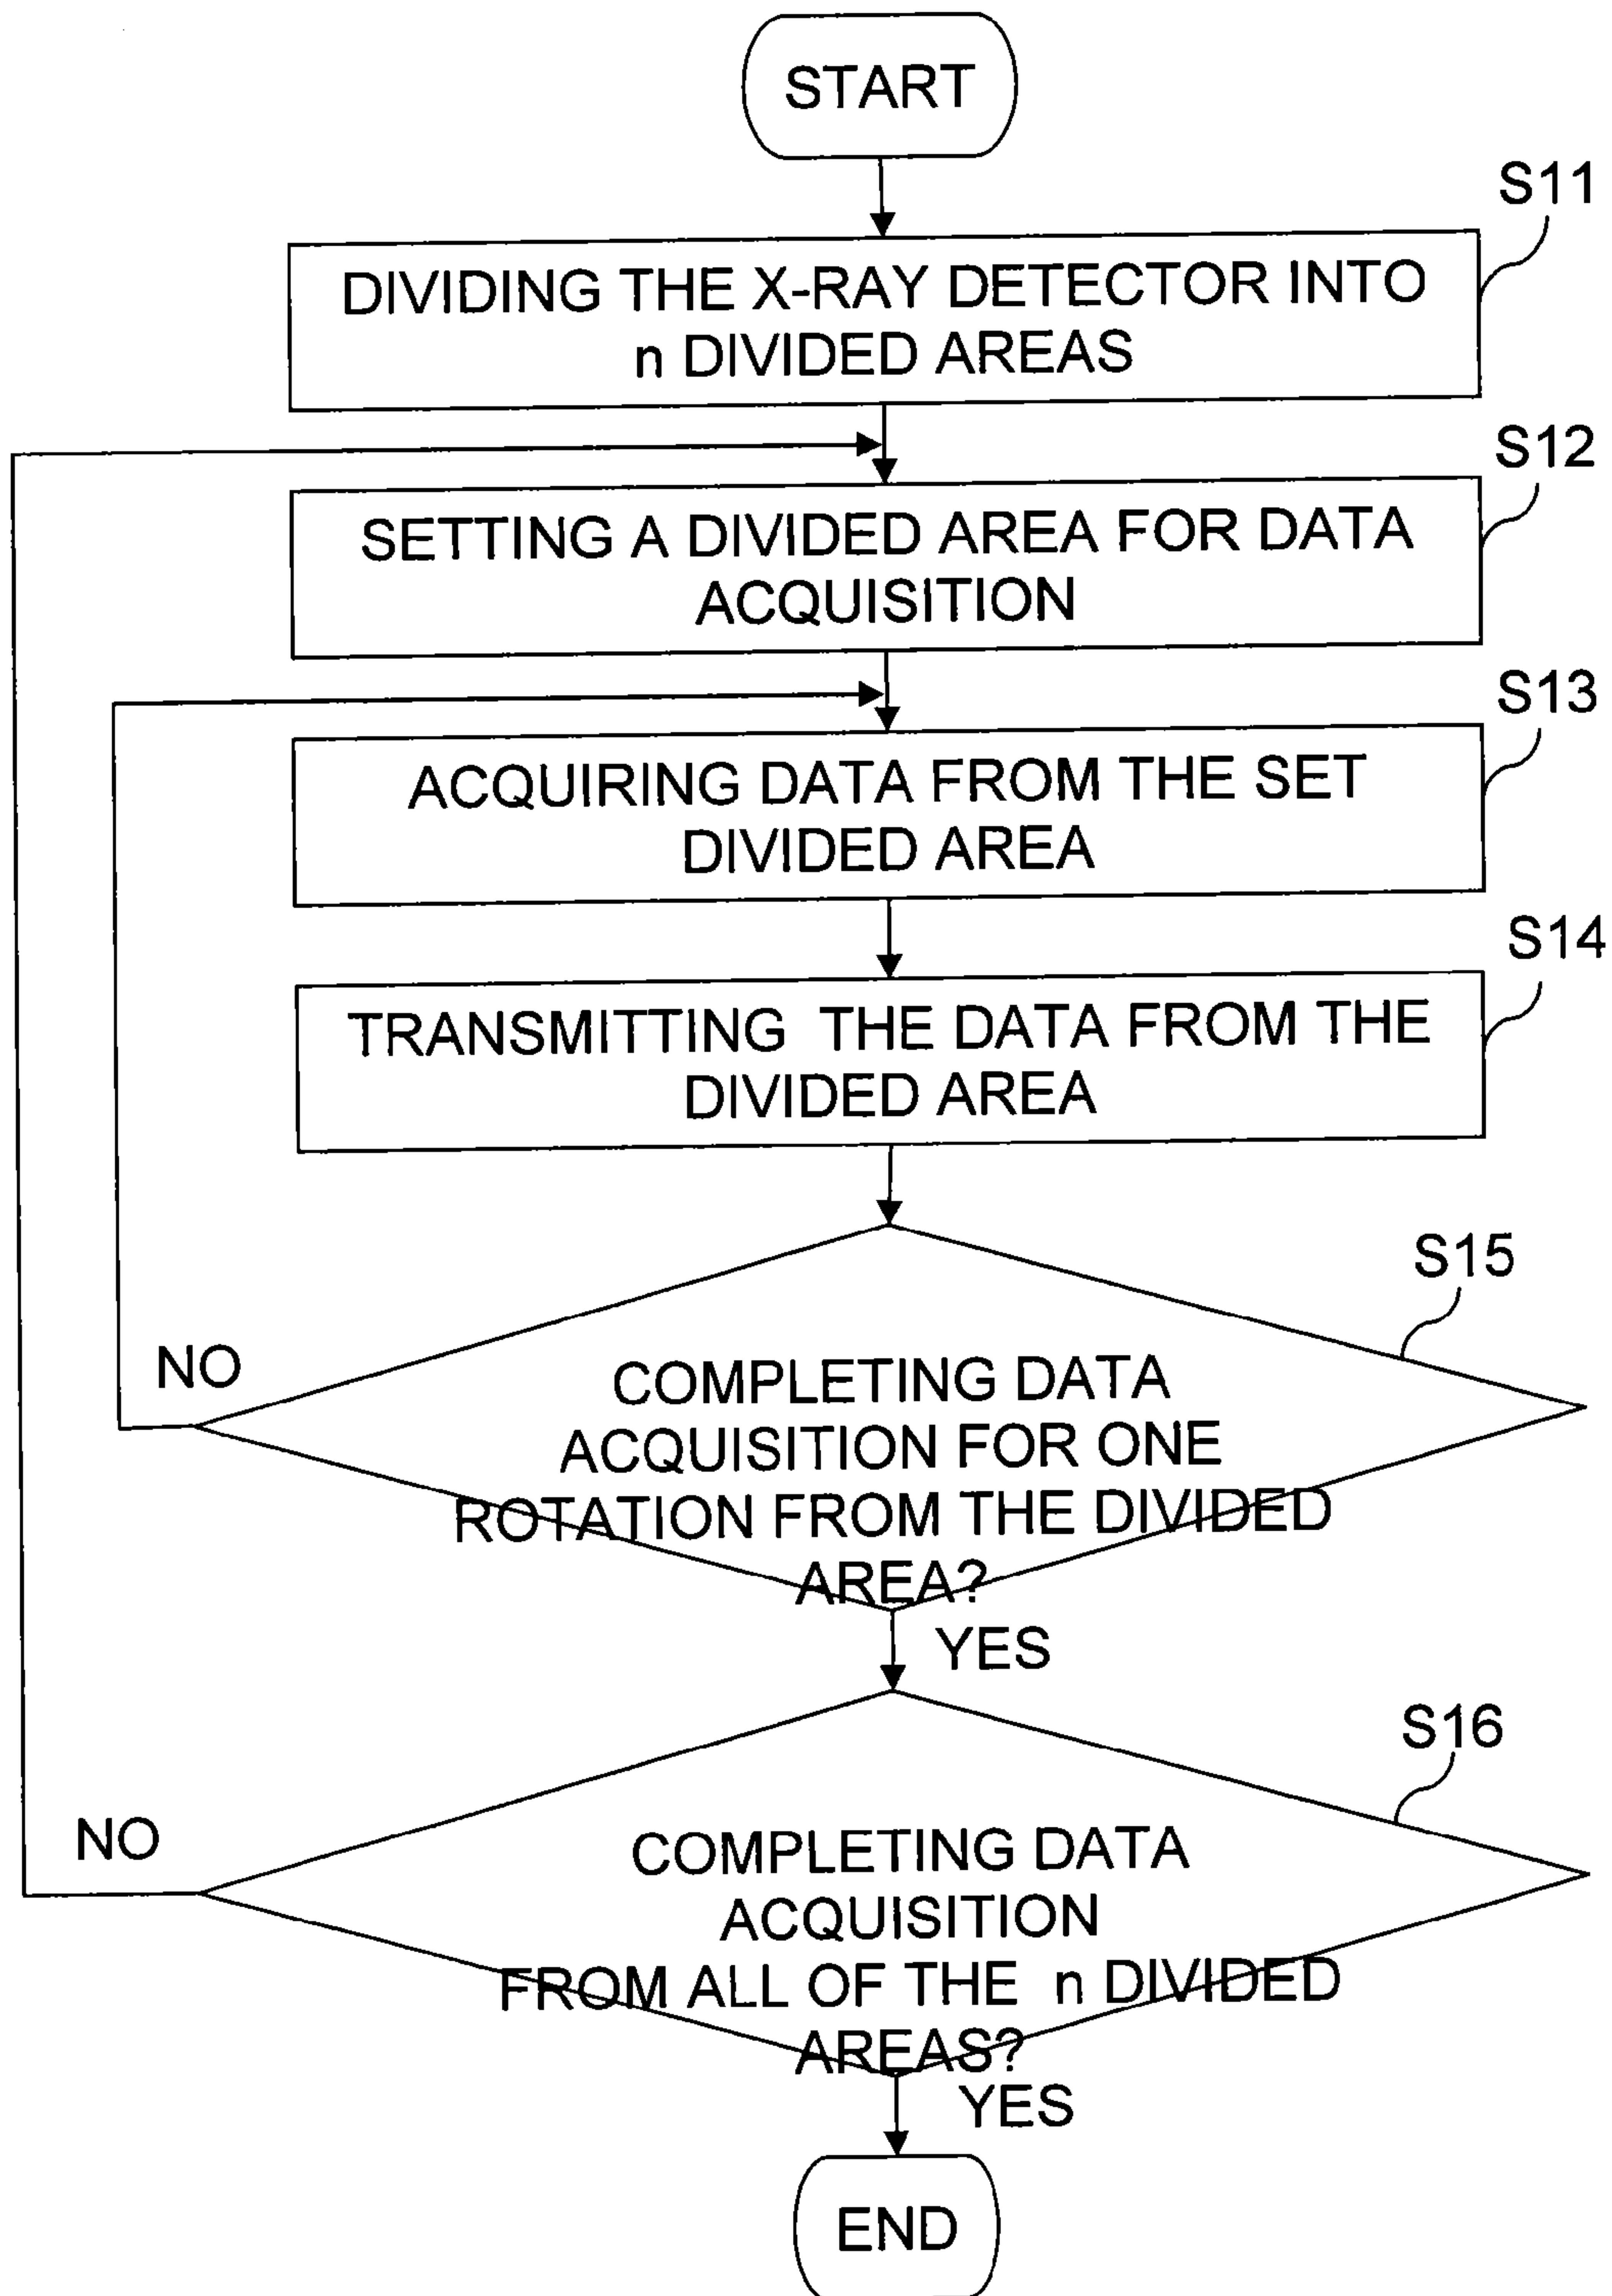 START
S11
DIVIDING THE X-RAY DETECTOR INTO
n DIVIDED AREAS
S12
SETTING A DIVIDED AREA FOR DATA
ACQUISITION
S13
ACQUIRING DATA FROM THE SET
DIVIDED AREA
S14
TRANSMITTING THE DATA FROM THE
DIVIDED AREA
S15
NO
COMPLETING DATA
ACQUISITION FOR ONE
ROTATION FROM THE DIVIDED
AREA?
YES
S16
NO
COMPLETING DATA
ACQUISITION
FROM ALL OF THE n DIVIDED
AREAS?
YES
END